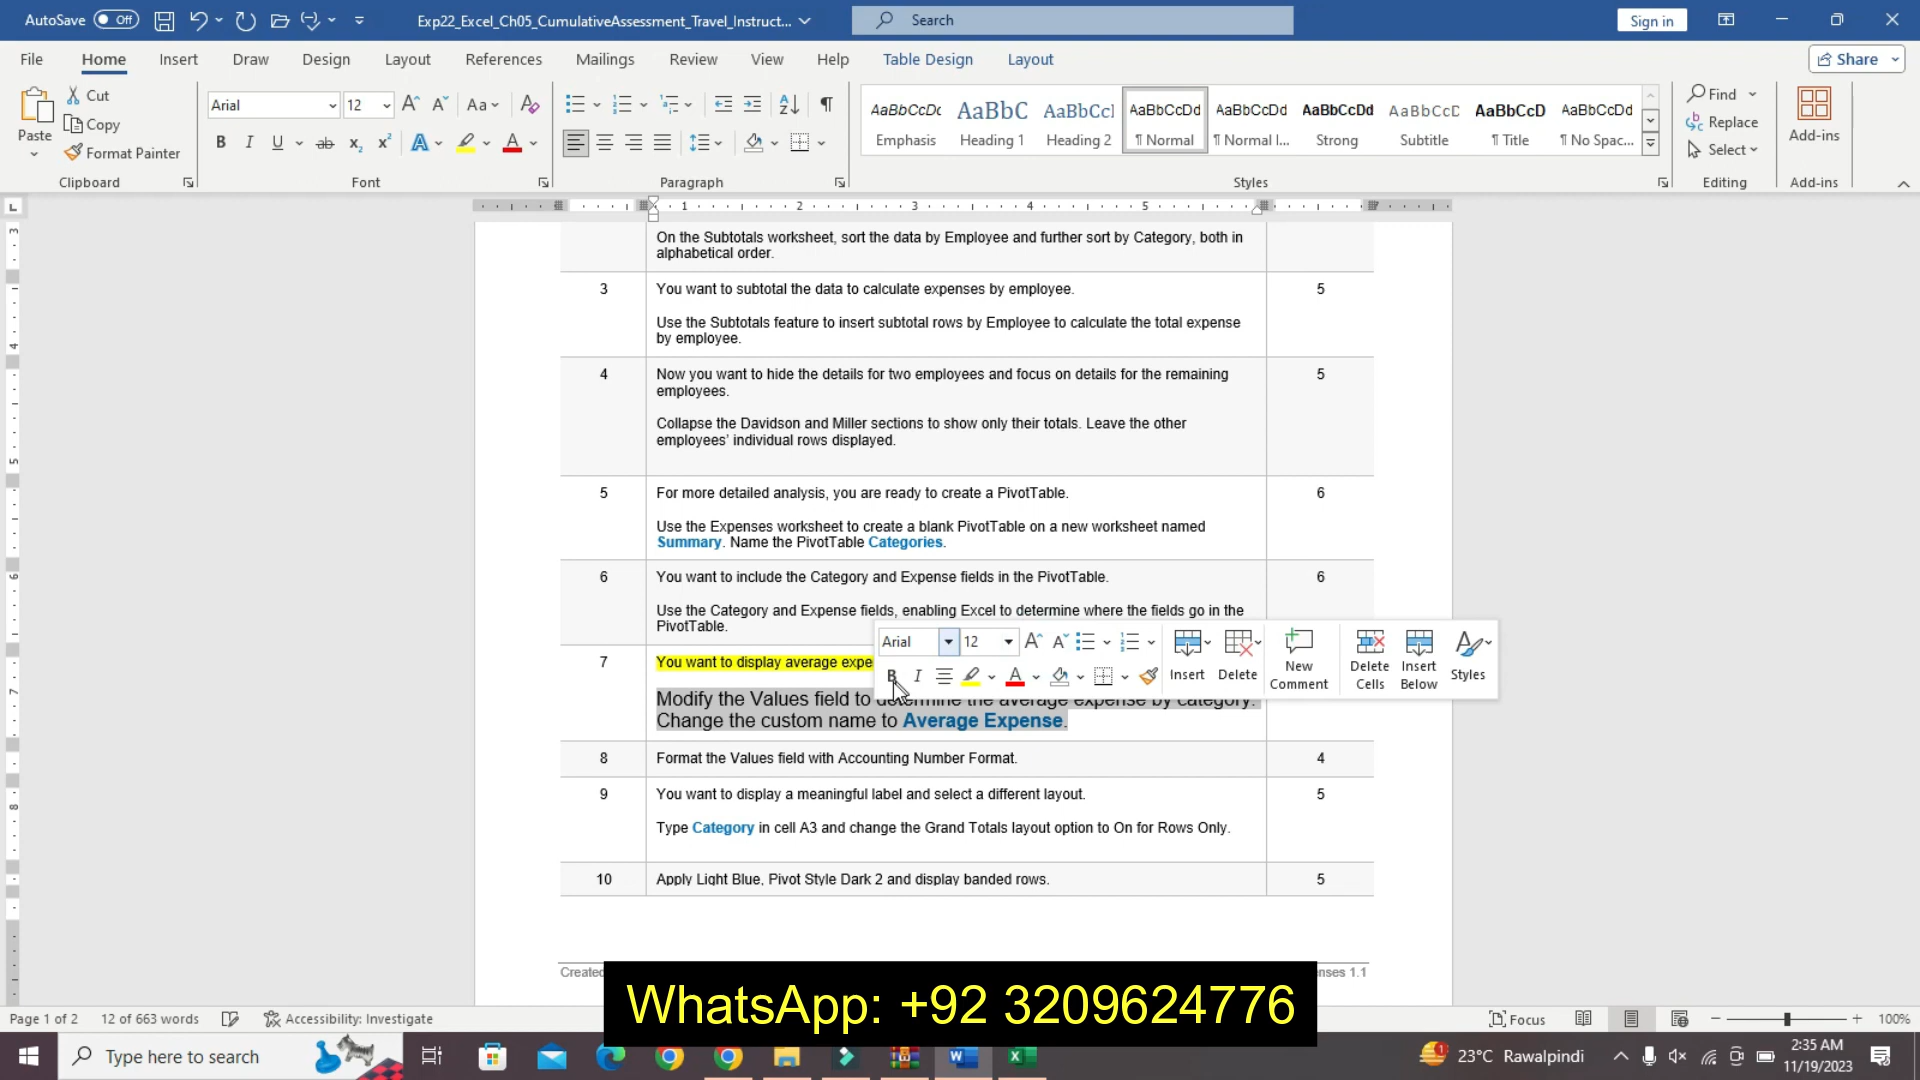 AutoSave Off Exp22_Excel_Ch05_CumulativeAssessment_Travel_Instruct... Search Sign in
File Home Insert Draw Design Layout References Mailings Review View Help Table Design Layout Share
Paste Cut Copy Format Painter Clipboard
Arial 12 Aa Font
Paragraph
AaBbCcDc AaBbC AaBbCcI AaBbCcDd AaBbCcDd AaBbCcDd AaBbCcD AaBbCcD AaBbCcDd
Emphasis Heading 1 Heading 2 ¶ Normal ¶ Normal I... Strong Subtitle ¶ Title ¶ No Spac...
Styles
Find Replace Select Editing
Add-ins Add-ins
1 2 3 4 5
On the Subtotals worksheet, sort the data by Employee and further sort by Category, both in
alphabetical order.
3 You want to subtotal the data to calculate expenses by employee. 5
Use the Subtotals feature to insert subtotal rows by Employee to calculate the total expense
by employee.
4 Now you want to hide the details for two employees and focus on details for the remaining 5
employees.
Collapse the Davidson and Miller sections to show only their totals. Leave the other
employees’ individual rows displayed.
5 For more detailed analysis, you are ready to create a PivotTable. 6
Use the Expenses worksheet to create a blank PivotTable on a new worksheet named
Summary. Name the PivotTable Categories.
6 You want to include the Category and Expense fields in the PivotTable. 6
Use the Category and Expense fields, enabling Excel to determine where the fields go in the
PivotTable.
Arial 12 Insert Delete New Comment Delete Cells Insert Below Styles
7 You want to display average expe
Modify the Values field to determine the average expense by category.
Change the custom name to Average Expense.
8 Format the Values field with Accounting Number Format. 4
9 You want to display a meaningful label and select a different layout. 5
Type Category in cell A3 and change the Grand Totals layout option to On for Rows Only.
10 Apply Light Blue, Pivot Style Dark 2 and display banded rows. 5
Created nses 1.1
WhatsApp: +92 3209624776
Page 1 of 2 12 of 663 words Accessibility: Investigate Focus 100%
Type here to search 23°C Rawalpindi 2:35 AM
11/19/2023